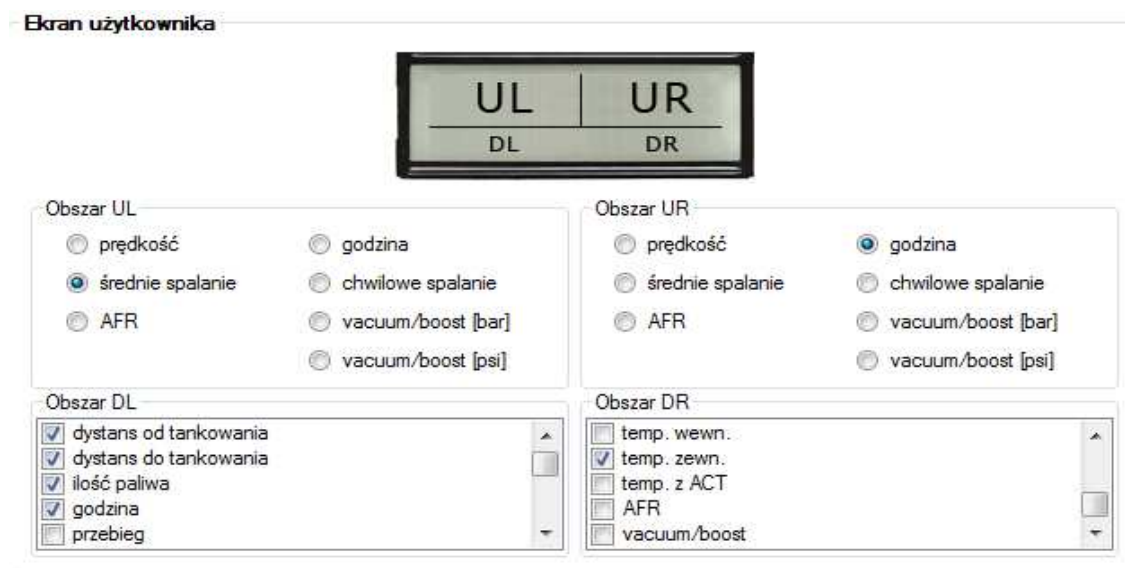 Ekran użytkownika
UL UR
DL DR
Obszar UL
prędkość godzina
średnie spalanie chwilowe spalanie
AFR vacuum/boost [bar]
vacuum/boost [psi]
Obszar UR
prędkość godzina
średnie spalanie chwilowe spalanie
AFR vacuum/boost [bar]
vacuum/boost [psi]
Obszar DL
dystans od tankowania
dystans do tankowania
ilość paliwa
godzina
przebieg
Obszar DR
temp. wewn.
temp. zewn.
temp. z ACT
AFR
vacuum/boost